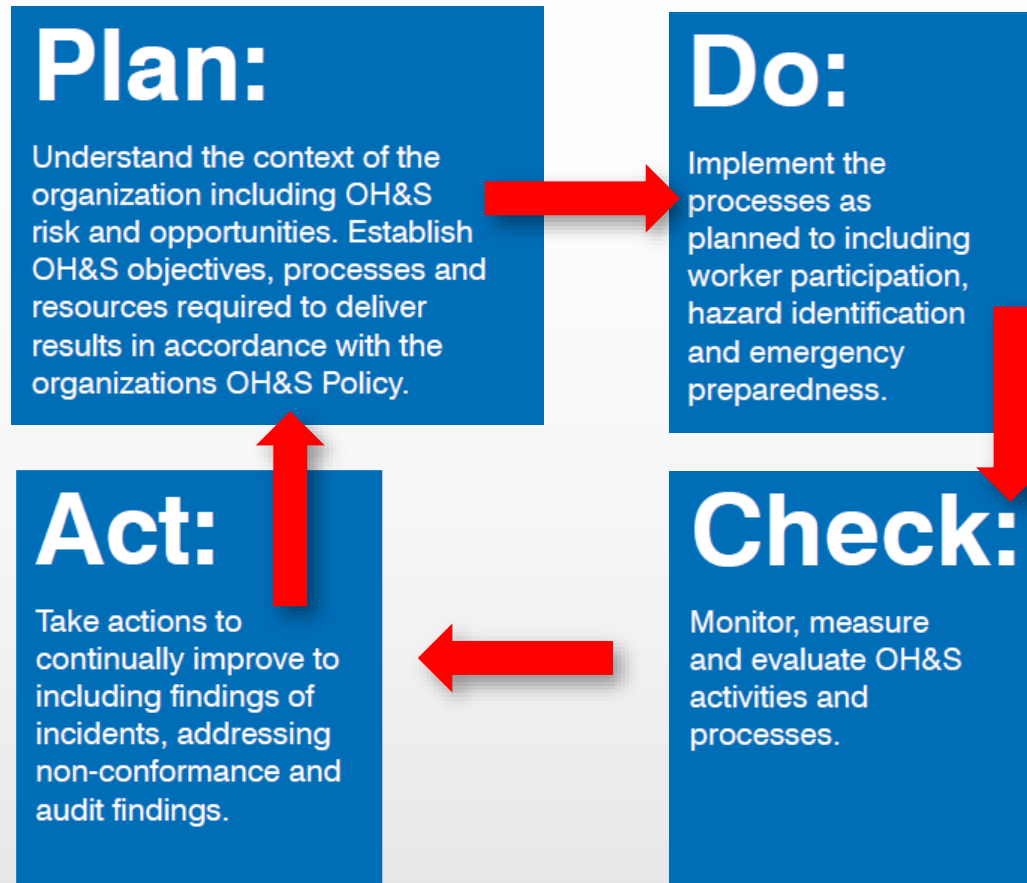 Plan:
Understand the context of the
organization including OH&S
risk and opportunities. Establish
OH&S objectives, processes and
resources required to deliver
results in accordance with the
organizations OH&S Policy.
Do:
Implement the
processes as
planned to including
worker participation,
hazard identification
and emergency
preparedness.
Act:
Take actions to
continually improve to
including findings of
incidents, addressing
non-conformance and
audit findings.
Check:
Monitor, measure
and evaluate OH&S
activities and
processes.